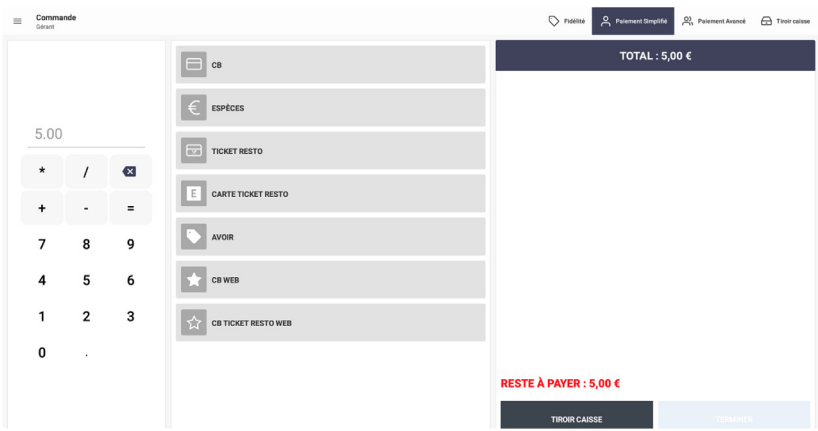 Commande
Gérant
Fidélité
Paiement Simplifié
Paiement Avancé
Tiroir caisse
5.00
* /
+ - =
7 8 9
4 5 6
1 2 3
0 .
CB
€ ESPÈCES
TICKET RESTO
E CARTE TICKET RESTO
AVOIR
CB WEB
CB TICKET RESTO WEB
TOTAL : 5,00 €
RESTE À PAYER : 5,00 €
TIROIR CAISSE
TERMINER